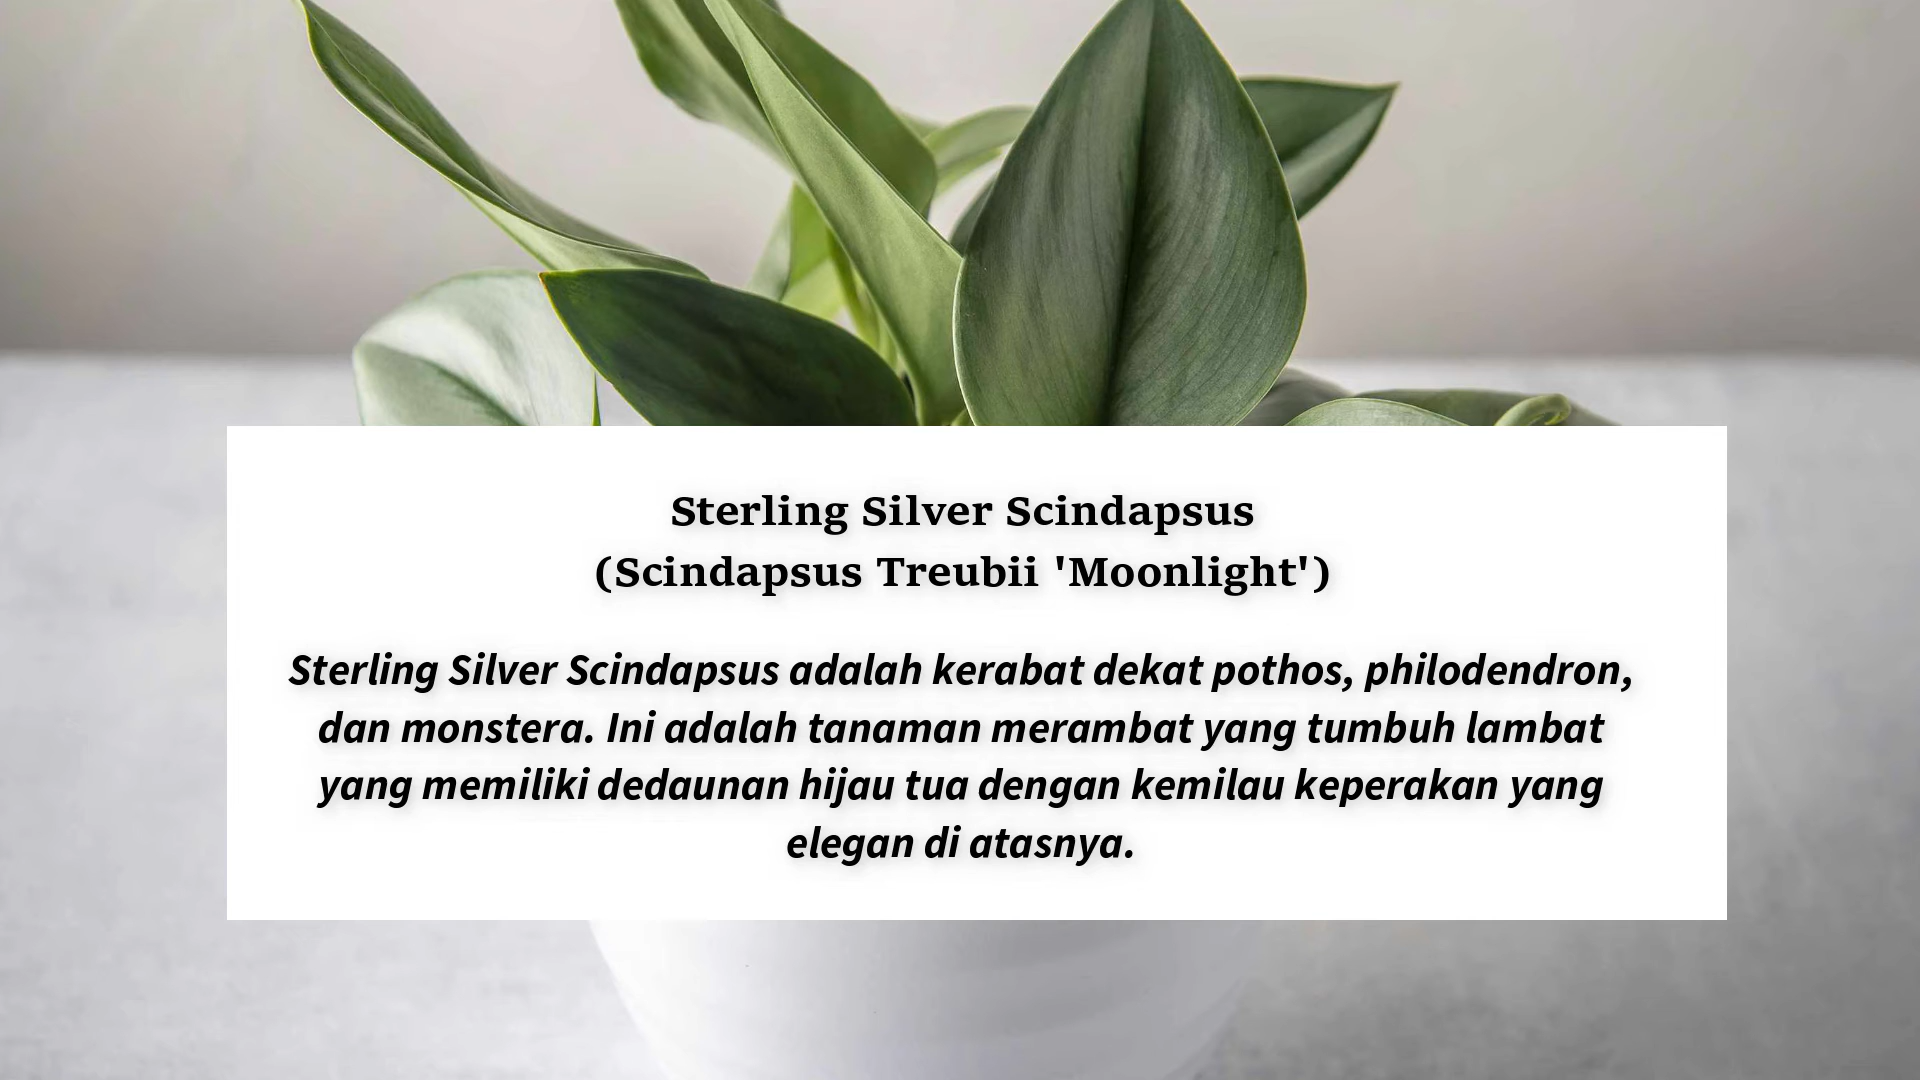 Sterling Silver Scindapsus
(Scindapsus Treubii 'Moonlight')
Sterling Silver Scindapsus adalah kerabat dekat pothos, philodendron,
dan monstera. Ini adalah tanaman merambat yang tumbuh lambat
yang memiliki dedaunan hijau tua dengan kemilau keperakan yang
elegan di atasnya.